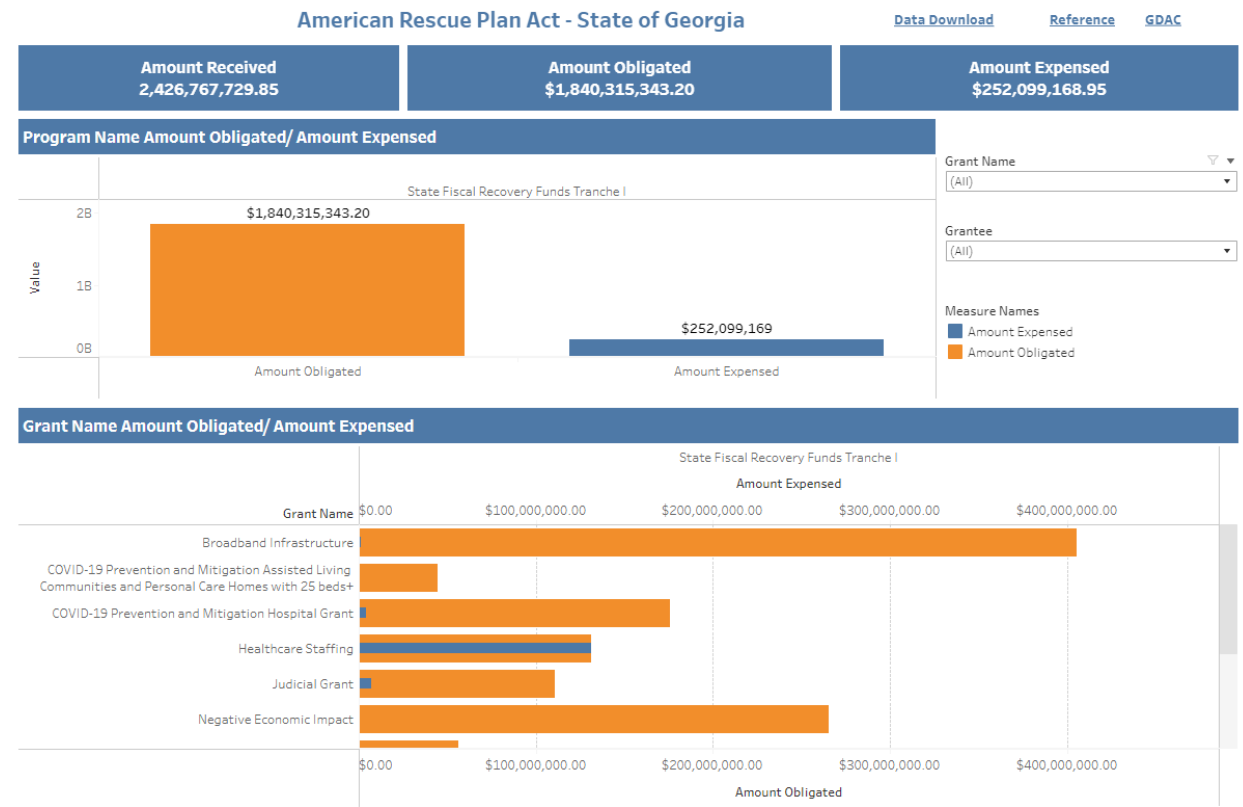 American Rescue Plan Act - State of Georgia
Data Download
Reference
GDAC
Amount Received
2,426,767,729.85
Amount Obligated
$1,840,315,343.20
Amount Expensed
$252,099,168.95
Program Name Amount Obligated/ Amount Expensed
State Fiscal Recovery Funds Tranche I
Value
2B
1B
0B
$1,840,315,343.20
$252,099,169
Amount Obligated
Amount Expensed
Grant Name
(All)
Grantee
(All)
Measure Names
Amount Expensed
Amount Obligated
Grant Name Amount Obligated/ Amount Expensed
State Fiscal Recovery Funds Tranche I
Amount Expensed
Grant Name
$0.00
$100,000,000.00
$200,000,000.00
$300,000,000.00
$400,000,000.00
Broadband Infrastructure
COVID-19 Prevention and Mitigation Assisted Living
Communities and Personal Care Homes with 25 beds+
COVID-19 Prevention and Mitigation Hospital Grant
Healthcare Staffing
Judicial Grant
Negative Economic Impact
$0.00
$100,000,000.00
$200,000,000.00
$300,000,000.00
$400,000,000.00
Amount Obligated